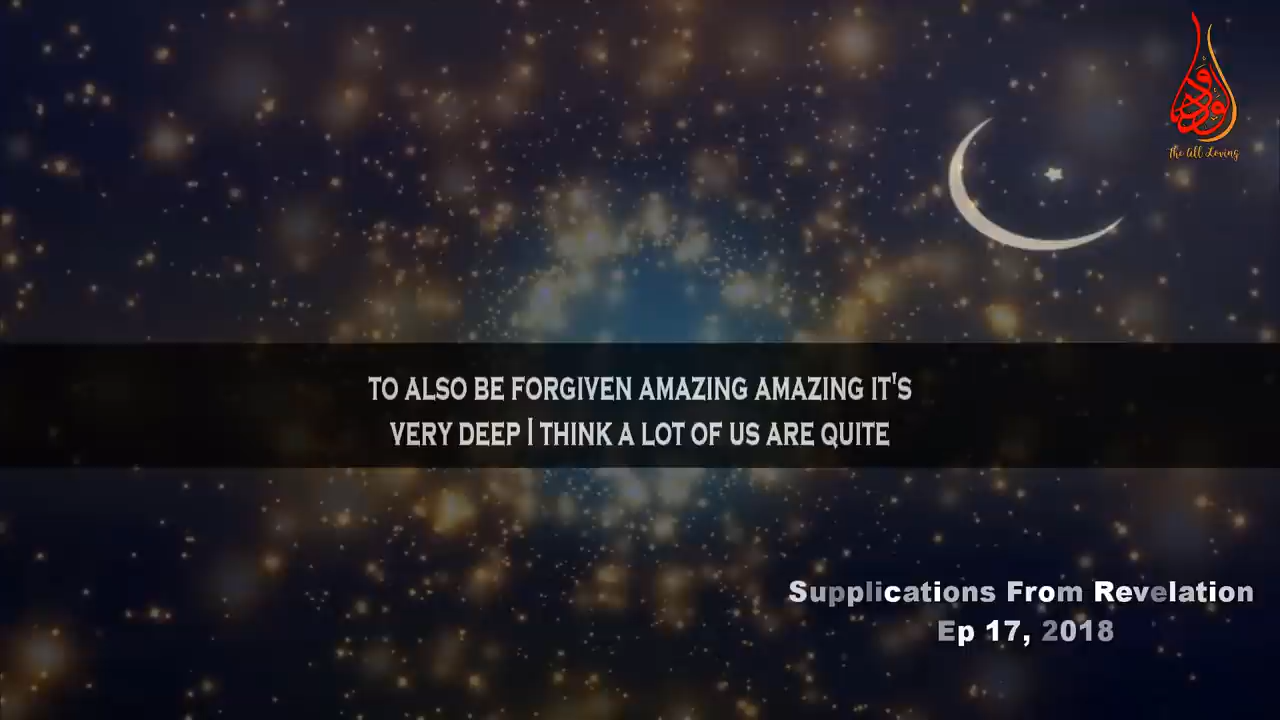 ودود
The All Loving
TO ALSO BE FORGIVEN AMAZING AMAZING IT'S
VERY DEEP I THINK A LOT OF US ARE QUITE
Supplications From Revelation
Ep 17, 2018